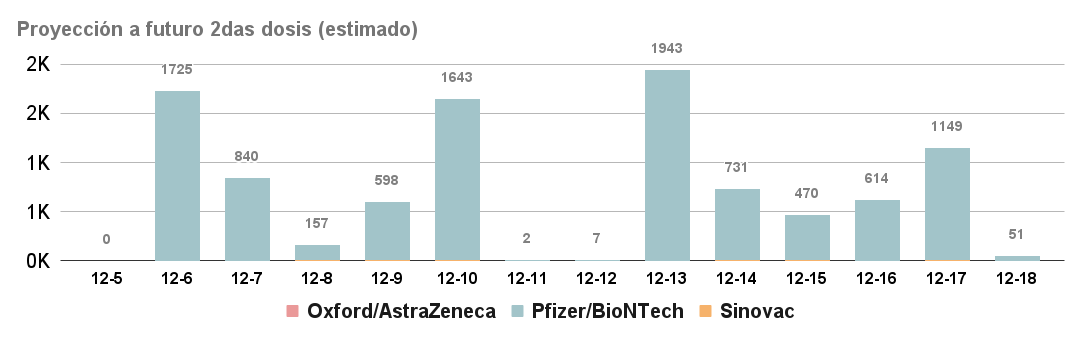 Proyección a futuro 2das dosis (estimado)
2K
2K
1K
1K
0K
0
1725
840
157
598
1643
2
7
1943
731
470
614
1149
51
12-5 12-6 12-7 12-8 12-9 12-10 12-11 12-12 12-13 12-14 12-15 12-16 12-17 12-18
Oxford/AstraZeneca Pfizer/BioNTech Sinovac